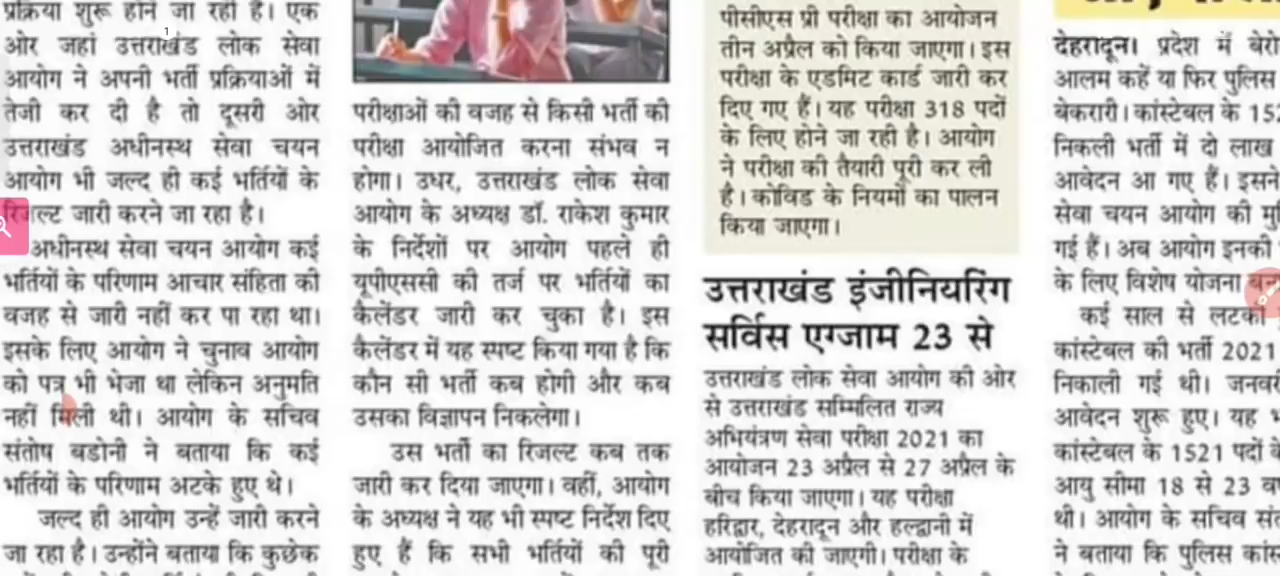 प्रक्रिया शुरू होने जा रही है। एक
ओर जहां उत्तराखंड लोक सेवा
आयोग ने अपनी भर्ती प्रक्रियाओं में
तेजी कर दी है तो दूसरी ओर
उत्तराखंड अधीनस्थ सेवा चयन
आयोग भी जल्द ही कई भर्तियों के
रिजल्ट जारी करने जा रहा है।
अधीनस्थ सेवा चयन आयोग कई
भर्तियों के परिणाम आचार संहिता की
वजह से जारी नहीं कर पा रहा था।
इसके लिए आयोग ने चुनाव आयोग
को पत्र भी भेजा था लेकिन अनुमति
नहीं मिली थी। आयोग के सचिव
संतोष बडोनी ने बताया कि कई
भर्तियों के परिणाम अटके हुए थे।
जल्द ही आयोग उन्हें जारी करने
जा रहा है। उन्होंने बताया कि कुछेक
परीक्षाओं की वजह से किसी भर्ती की
परीक्षा आयोजित करना संभव न
होगा। उधर, उत्तराखंड लोक सेवा
आयोग के अध्यक्ष डॉ. राकेश कुमार
के निर्देशों पर आयोग पहले ही
यूपीएससी की तर्ज पर भर्तियों का
कैलेंडर जारी कर चुका है। इस
कैलेंडर में यह स्पष्ट किया गया है कि
कौन सी भर्ती कब होगी और कब
उसका विज्ञापन निकलेगा।
उस भर्ती का रिजल्ट कब तक
जारी कर दिया जाएगा। वहीं, आयोग
के अध्यक्ष ने यह भी स्पष्ट निर्देश दिए
हुए हैं कि सभी भर्तियों की पूरी
पीसीएस प्री परीक्षा का आयोजन
तीन अप्रैल को किया जाएगा। इस
परीक्षा के एडमिट कार्ड जारी कर
दिए गए हैं। यह परीक्षा 318 पदों
के लिए होने जा रही है। आयोग
ने परीक्षा की तैयारी पूरी कर ली
है। कोविड के नियमों का पालन
किया जाएगा।
उत्तराखंड इंजीनियरिंग
सर्विस एग्जाम 23 से
उत्तराखंड लोक सेवा आयोग की ओर
से उत्तराखंड सम्मिलित राज्य
अभियंत्रण सेवा परीक्षा 2021 का
आयोजन 23 अप्रैल से 27 अप्रैल के
बीच किया जाएगा। यह परीक्षा
हरिद्वार, देहरादून और हल्द्वानी में
आयोजित की जाएगी। परीक्षा के
देहरादून। प्रदेश में
आलम कहें या फिर पुलिस
बेकरारी। कांस्टेबल के
निकली भर्ती में दो लाख
आवेदन आ गए हैं। इसने
सेवा चयन आयोग की
गई हैं। अब आयोग इनकी
के लिए विशेष योजना
कई साल से लटकी
कांस्टेबल की भर्ती 2021
निकाली गई थी।
आवेदन शुरू हुए। यह
कांस्टेबल के 1521 पदों
आयु सीमा 18 से 23
थी। आयोग के सचिव
ने बताया कि पुलिस